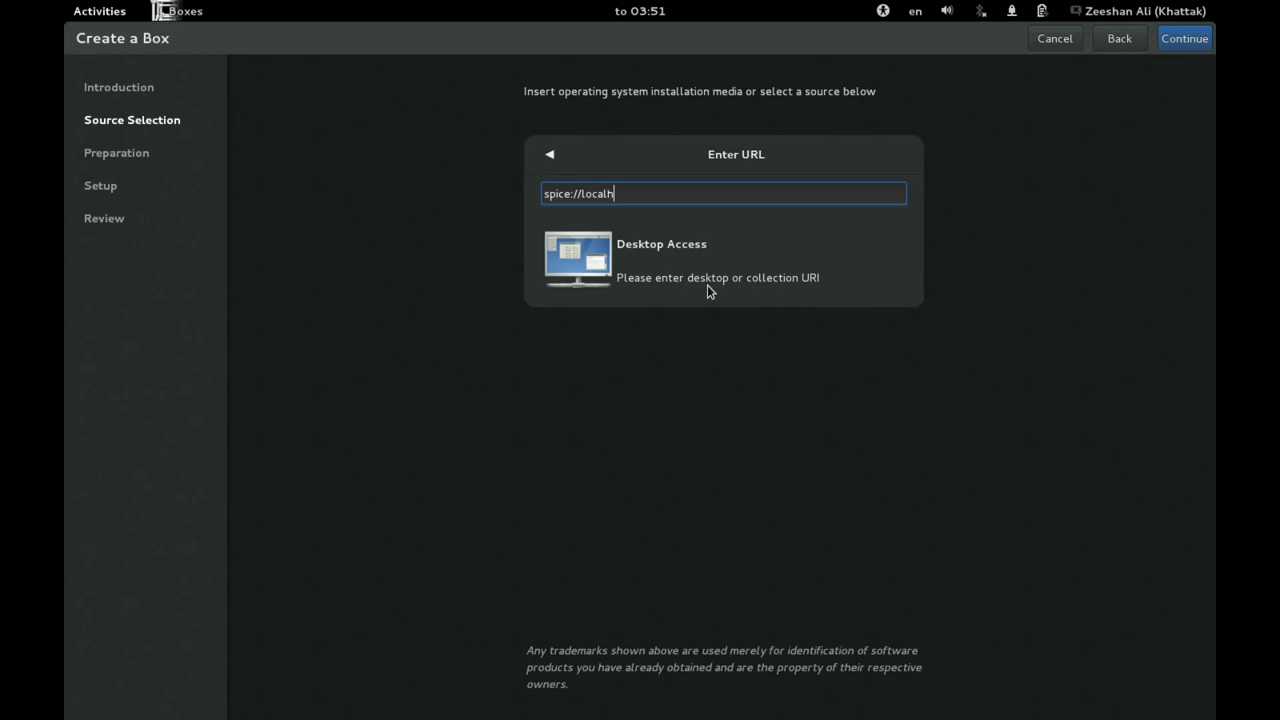 Activities
Boxes
to 03:51
en
Zeeshan Ali (Khattak)
Create a Box
Cancel
Back
Continue
Introduction
Source Selection
Preparation
Setup
Review
Insert operating system installation media or select a source below
Enter URL
spice://localh
Desktop Access
Please enter desktop or collection URI
Any trademarks shown above are used merely for identification of software
products you have already obtained and are the property of their respective
owners.